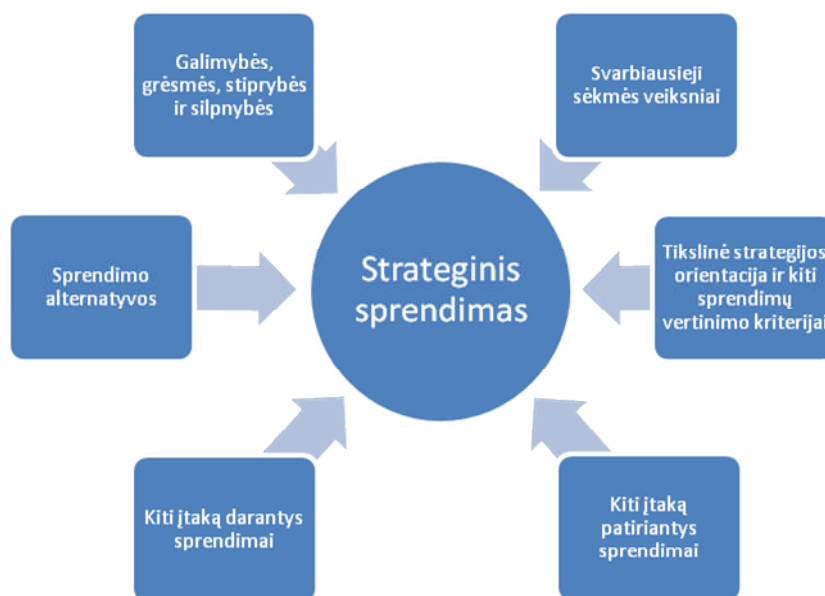 Galimybės,
grėsmės, stiprybės
ir silpnybės
Svarbiausieji
sėkmės veiksniai
Sprendimo
alternatyvos
Strateginis
sprendimas
Tikslinė strategijos
orientacija ir kiti
sprendimų
vertinimo kriterijai
Kiti įtaką darantys
sprendimai
Kiti įtaką
patiriantys
sprendimai